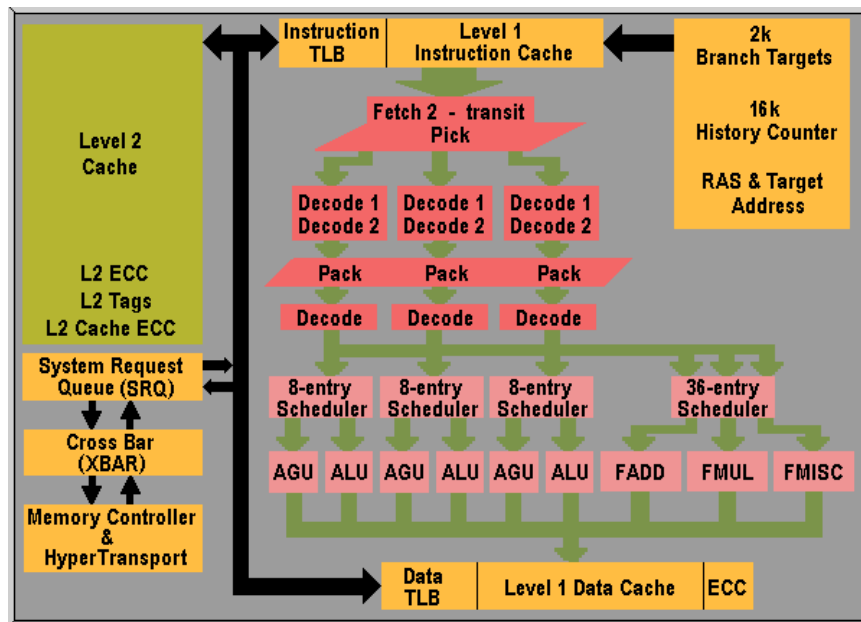 Instruction TLB
Level 1 Instruction Cache
2k Branch Targets
16k History Counter
RAS & Target Address
Level 2 Cache
L2 ECC
L2 Tags
L2 Cache ECC
Fetch 2 - transit
Pick
Decode 1 Decode 1 Decode 1
Decode 2 Decode 2 Decode 2
Pack Pack Pack
Decode Decode Decode
System Request
Queue (SRQ)
Cross Bar
(XBAR)
Memory Controller
&
HyperTransport
8-entry Scheduler
8-entry Scheduler
8-entry Scheduler
36-entry Scheduler
AGU ALU AGU ALU AGU ALU FADD FMUL FMISC
Data TLB
Level 1 Data Cache
ECC